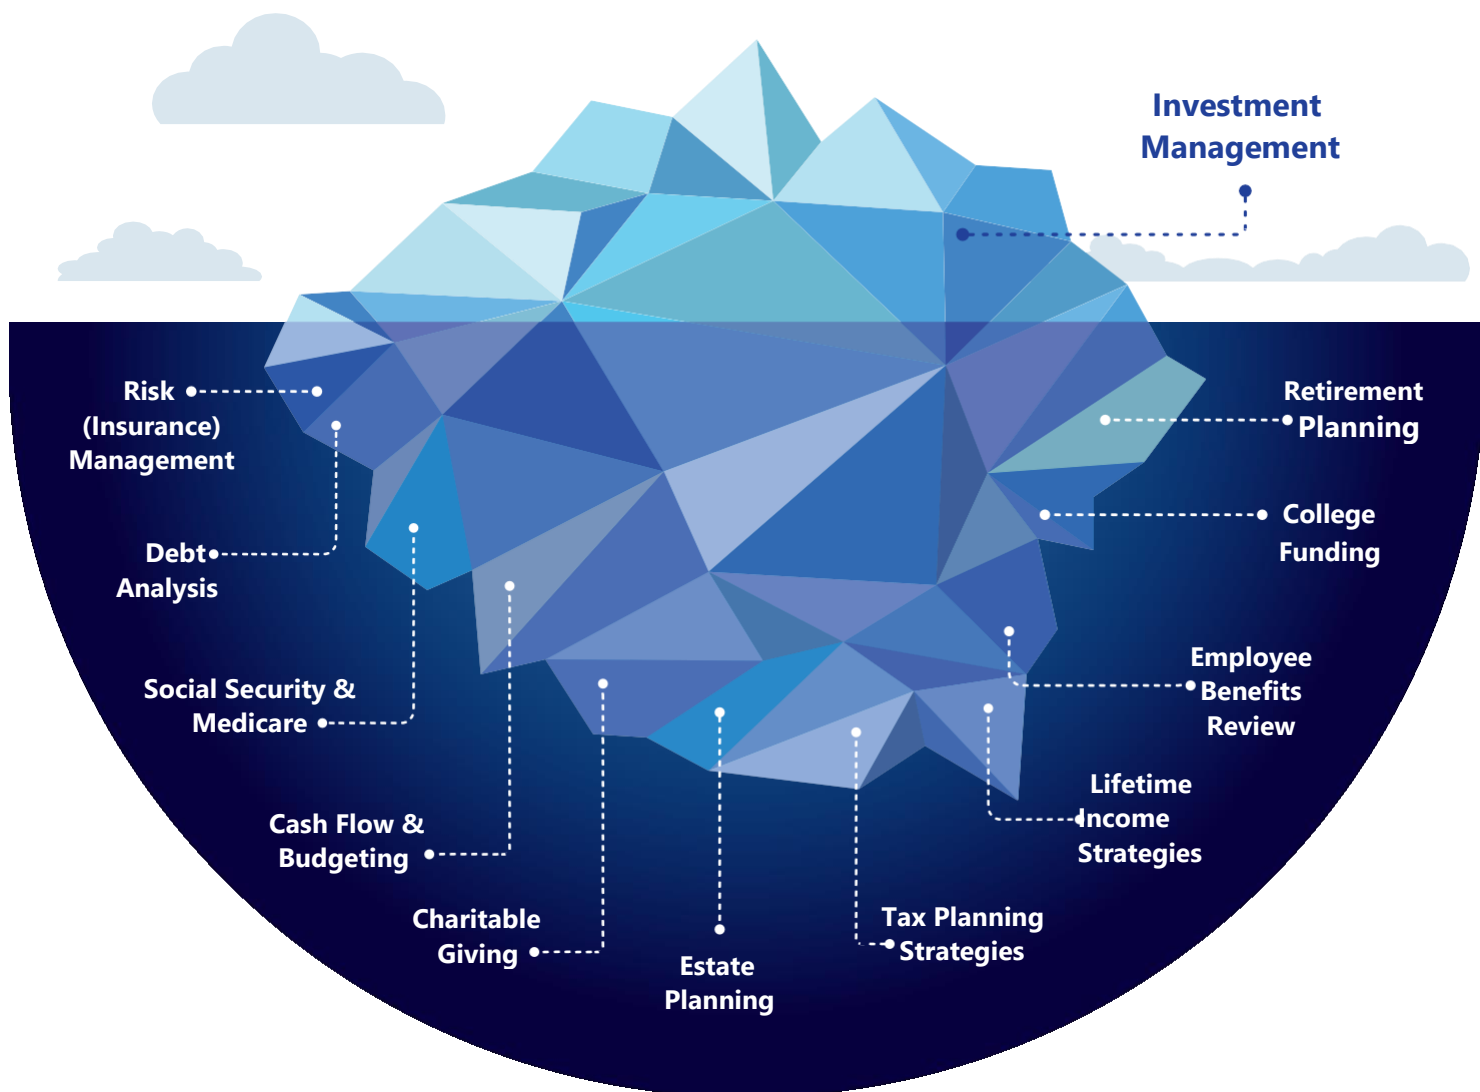 Investment
Management
Risk
(Insurance)
Management
Debt
Analysis
Social Security &
Medicare
Cash Flow &
Budgeting
Charitable
Giving
Estate
Planning
Tax Planning
Strategies
Lifetime
Income
Strategies
Employee
Benefits
Review
College
Funding
Retirement
Planning